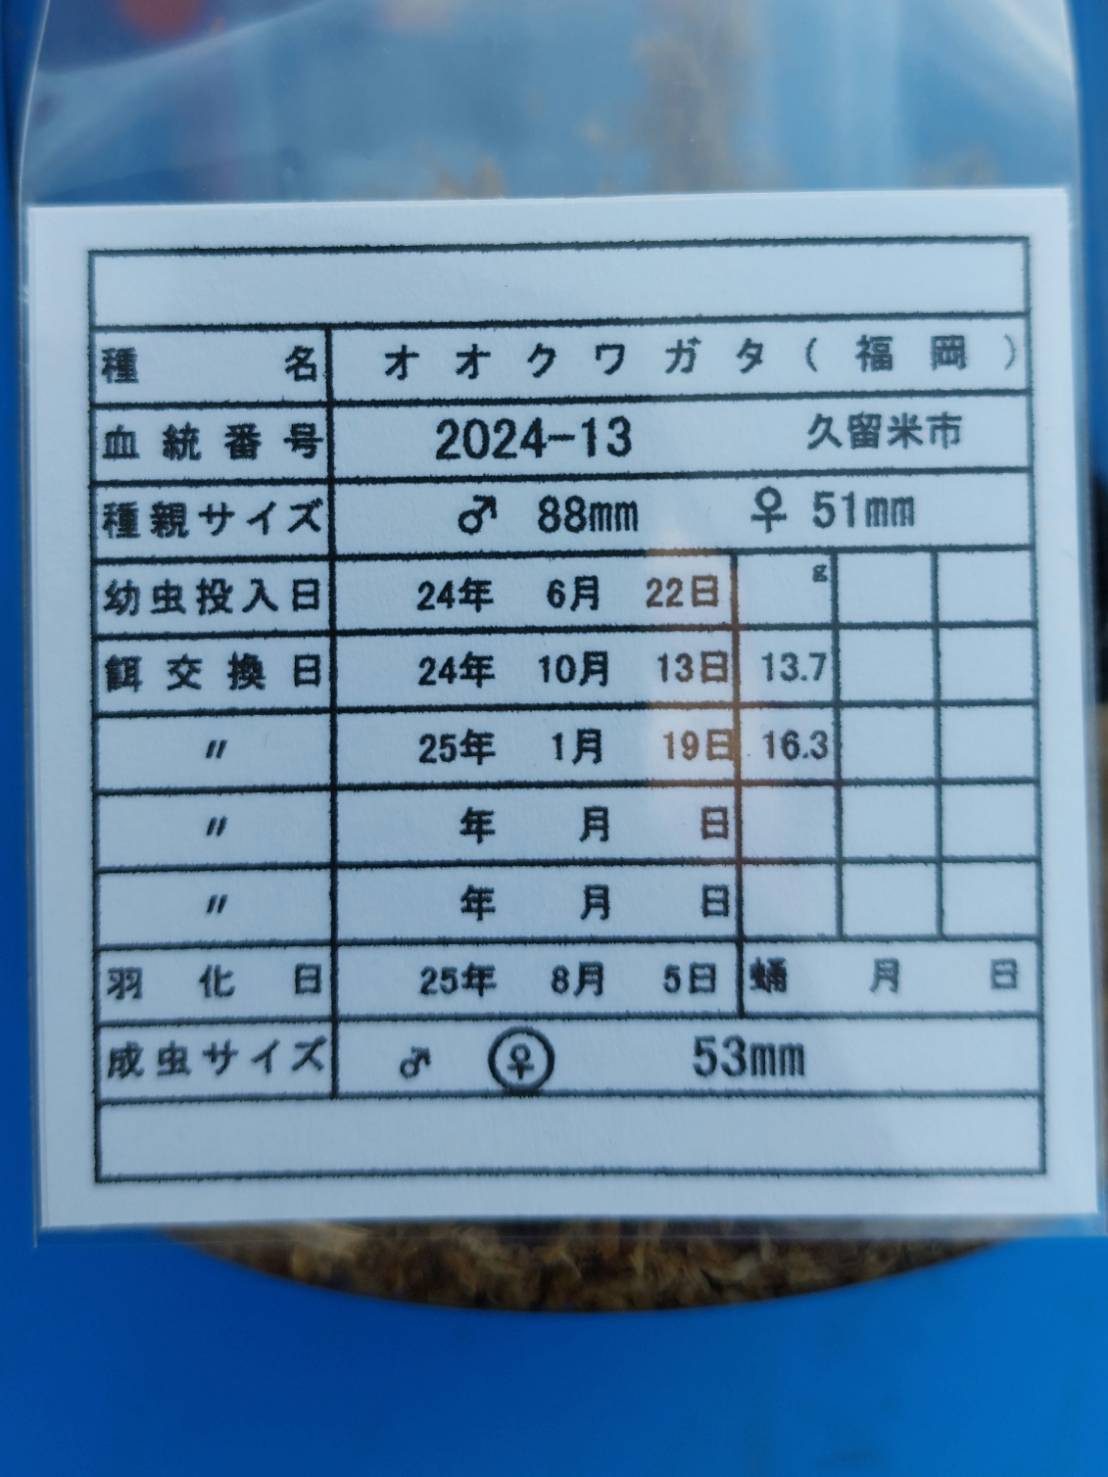 種名 オオクワガタ(福岡)
血統番号 2024-13 久留米市
種親サイズ ♂ 88mm ♀ 51mm
幼虫投入日 24年 6月 22日 g
餌交換日 24年 10月 13日 13.7
〃 25年 1月 19日 16.3
〃 年 月 日
〃 年 月 日
羽化日 25年 8月 5日 蛹 月 日
成虫サイズ ♂ ♀ 53mm